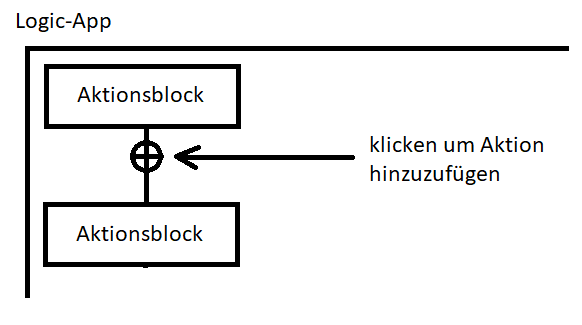 Logic-App
Aktionsblock
klicken um Aktion
hinzuzufügen
Aktionsblock